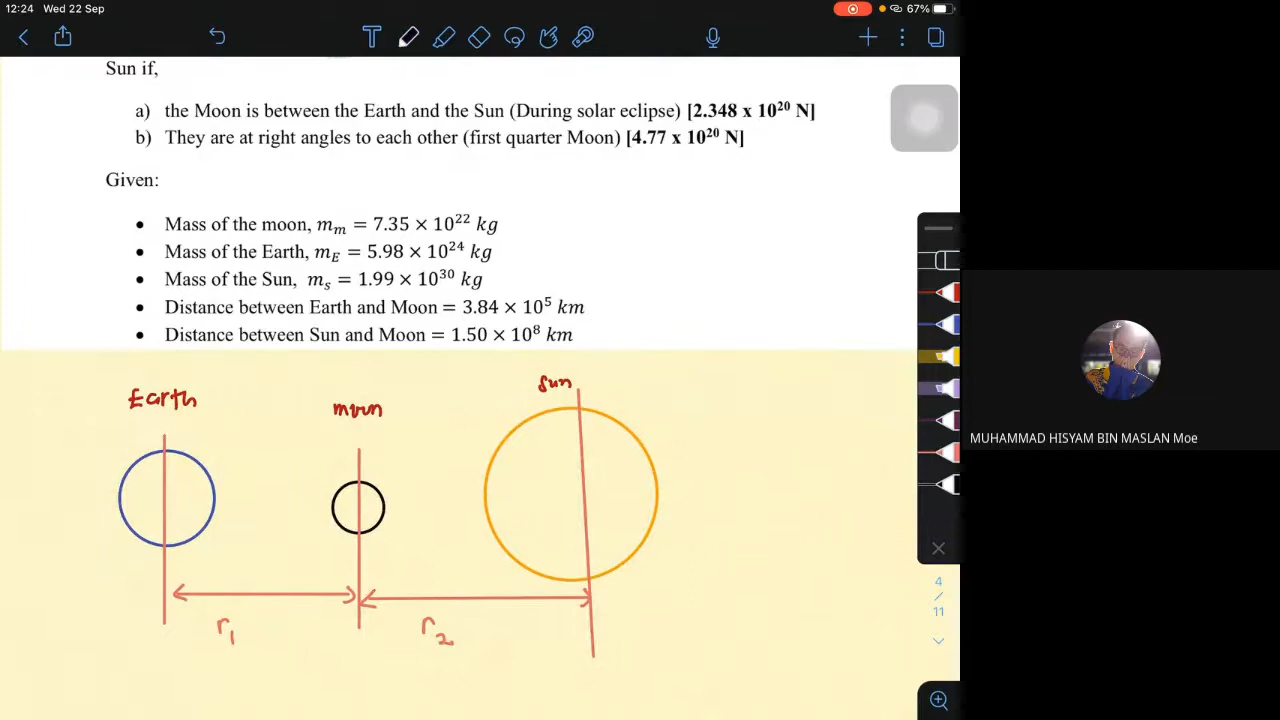 12:24 Wed 22 Sep
67%
Sun if,
a) the Moon is between the Earth and the Sun (During solar eclipse) [2.348 x 10²⁰ N]
b) They are at right angles to each other (first quarter Moon) [4.77 x 10²⁰ N]
Given:
• Mass of the moon, mₘ = 7.35 × 10²² kg
• Mass of the Earth, m_E = 5.98 × 10²⁴ kg
• Mass of the Sun, mₛ = 1.99 × 10³⁰ kg
• Distance between Earth and Moon = 3.84 × 10⁵ km
• Distance between Sun and Moon = 1.50 × 10⁸ km
Earth
moon
Sun
r₁
r₂
4
/
11
MUHAMMAD HISYAM BIN MASLAN Moe